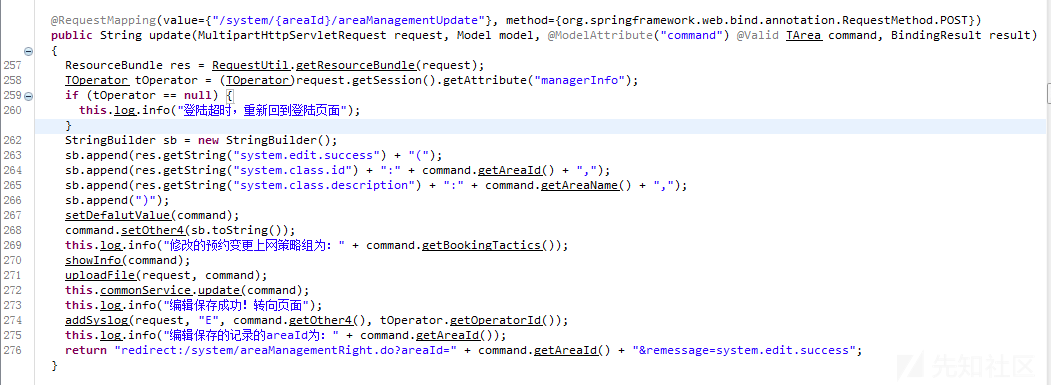 @RequestMapping(value={"/system/{areaId}/areaManagementUpdate"}, method={org.springframework.web.bind.annotation.RequestMethod.POST})
public String update(MultipartHttpServletRequest request, Model model, @ModelAttribute("command") @Valid TArea command, BindingResult result)
{
257 ResourceBundle res = RequestUtil.getResourceBundle(request);
258 TOperator tOperator = (TOperator)request.getSession().getAttribute("managerInfo");
259 if (tOperator == null) {
260 this.log.info("登陆超时，重新回到登陆页面");
}
262 StringBuilder sb = new StringBuilder();
263 sb.append(res.getString("system.edit.success") + "(");
264 sb.append(res.getString("system.class.id") + ":" + command.getAreaId() + ",");
265 sb.append(res.getString("system.class.description") + ":" + command.getAreaName() + ",");
266 sb.append(")");
267 setDefalutValue(command);
268 command.setOther4(sb.toString());
269 this.log.info("修改的预约变更上网策略组为：" + command.getBookingTactics());
270 showInfo(command);
271 uploadFile(request, command);
272 this.commonService.update(command);
273 this.log.info("编辑保存成功！转向页面");
274 addSyslog(request, "E", command.getOther4(), tOperator.getOperatorId());
275 this.log.info("编辑保存的记录的areaId为：" + command.getAreaId());
276 return "redirect:/system/areaManagementRight.do?areaId=" + command.getAreaId() + "&remessage=system.edit.success";
}
先知社区